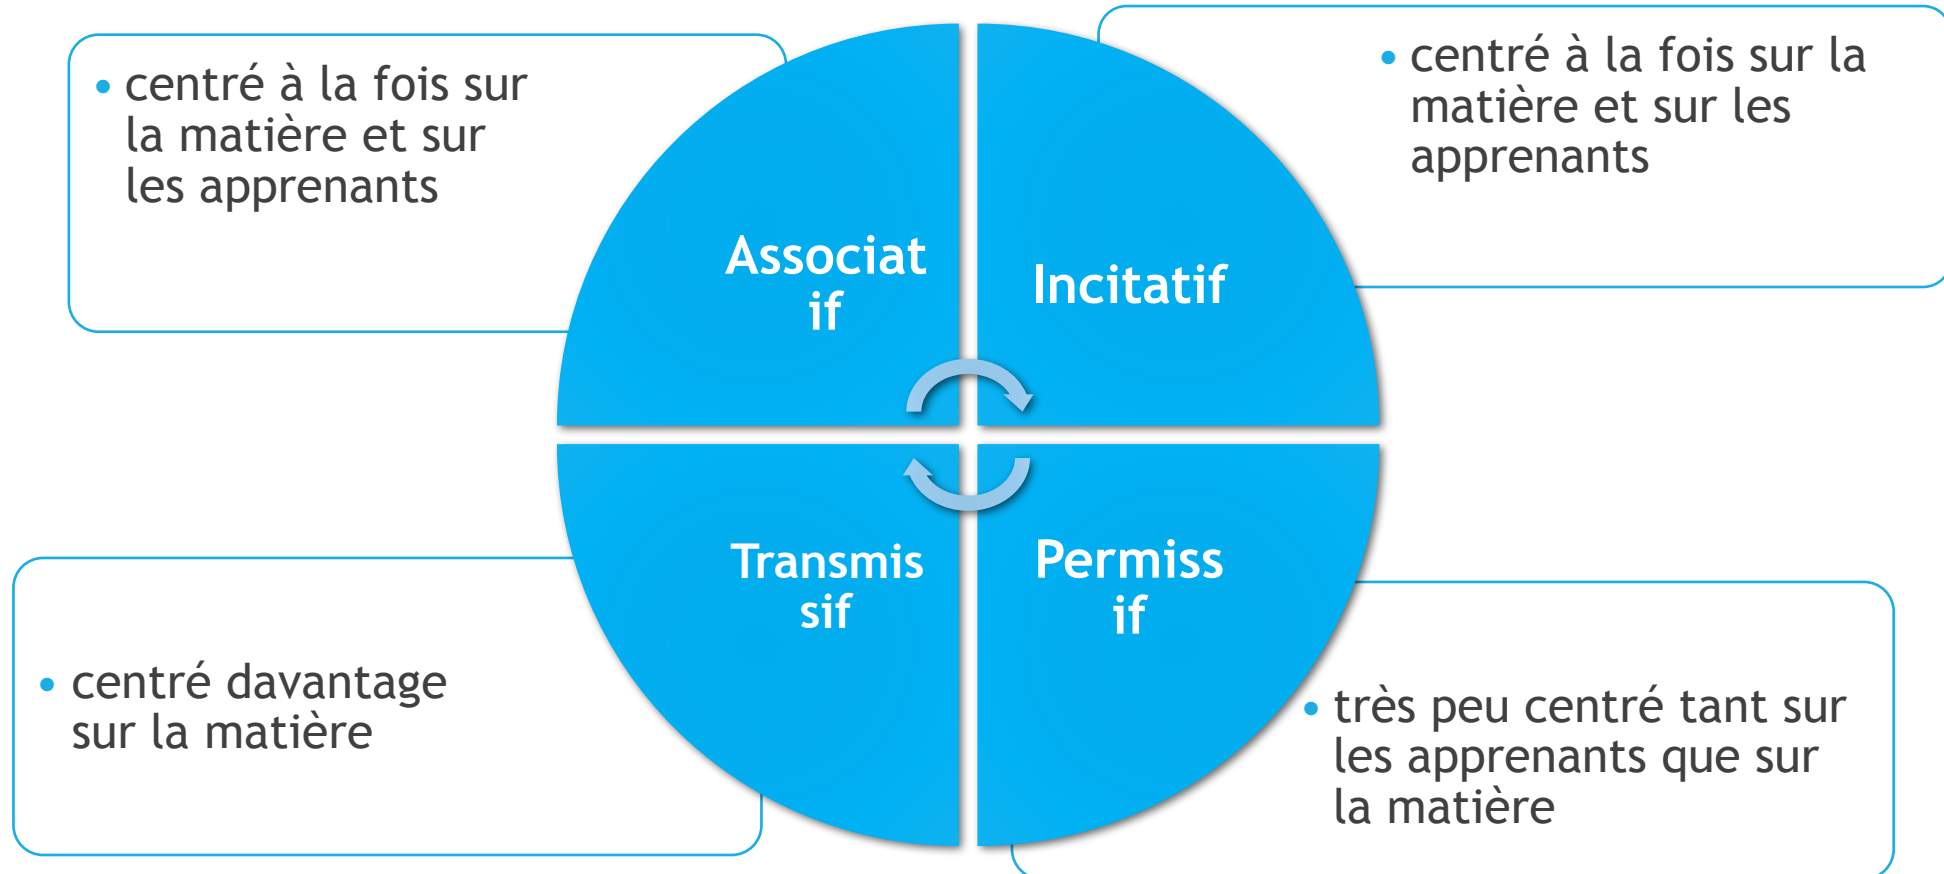 • centré à la fois sur
la matière et sur
les apprenants
• centré à la fois sur la
matière et sur les
apprenants
Associat
if
Incitatif
Transmis
sif
Permiss
if
• centré davantage
sur la matière
• très peu centré tant sur
les apprenants que sur
la matière